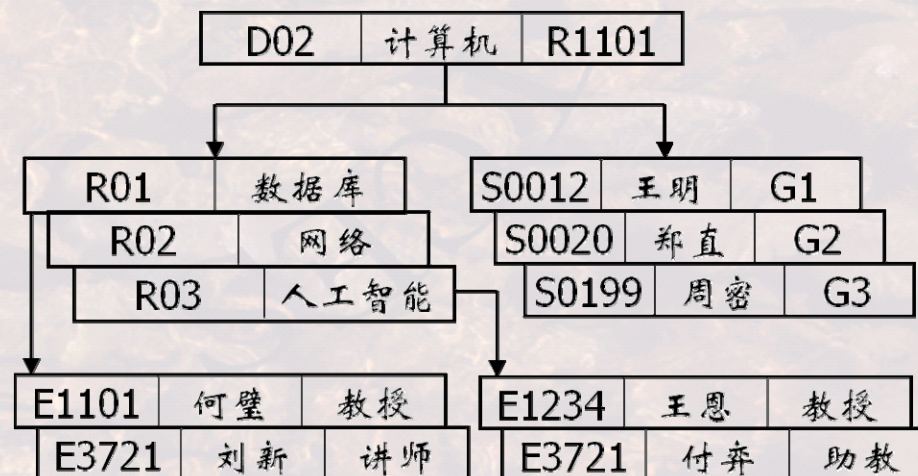 D02 计算机 R1101
R01 数据库
S0012 王明 G1
R02 网络
S0020 郑直 G2
R03 人工智能
S0199 周密 G3
E1101 何璧 教授
E1234 王恩 教授
E3721 刘新 讲师
E3721 付弈 助教